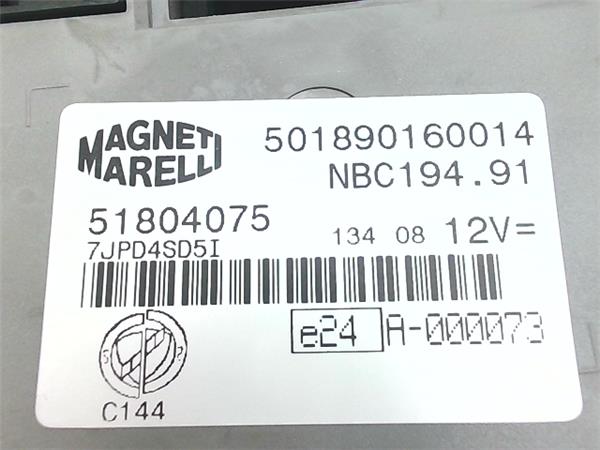 MAGNETI
MARELLI
501890160014
NBC194.91
51804075
7JPD4SD5I
134 08 12V=
e24 A-000073
C144